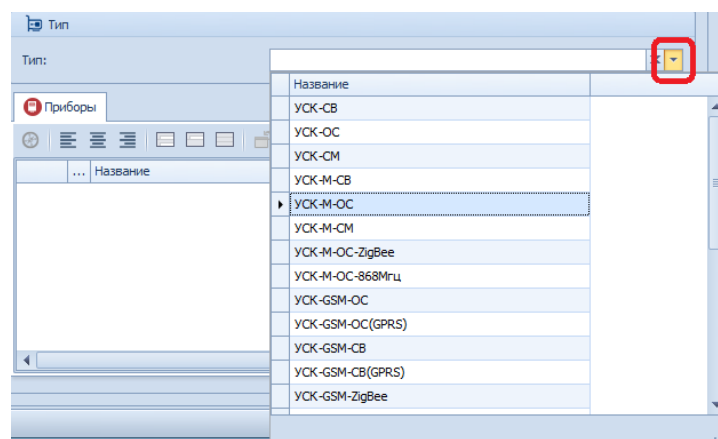 Тип
Тип:
Название
Приборы
... Название
УСК-СВ
УСК-ОС
УСК-СМ
УСК-М-СВ
УСК-М-ОС
УСК-М-СМ
УСК-М-ОС-ZigBee
УСК-М-ОС-868Мгц
УСК-GSM-ОС
УСК-GSM-ОС(GPRS)
УСК-GSM-СВ
УСК-GSM-СВ(GPRS)
УСК-GSM-ZigBee